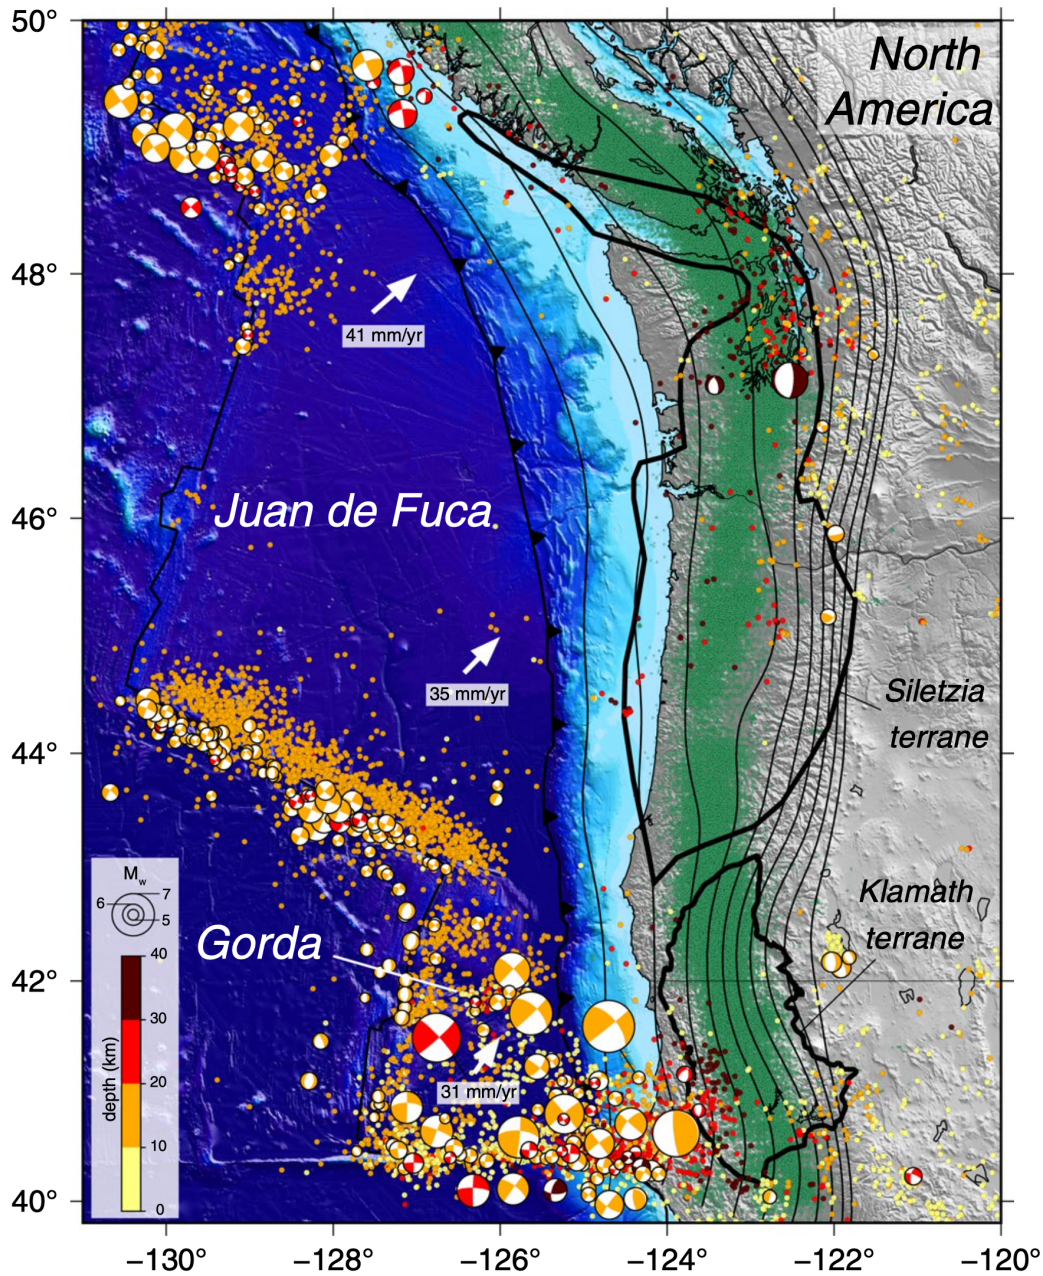 50°
North
America
48°
41 mm/yr
Juan de Fuca
46°
35 mm/yr
Siletzia
terrane
44°
Mw
6
7
5
Klamath
terrane
Gorda
40
42°
30
depth (km)
20
31 mm/yr
10
0
40°
−130°
−128°
−126°
−124°
−122°
−120°